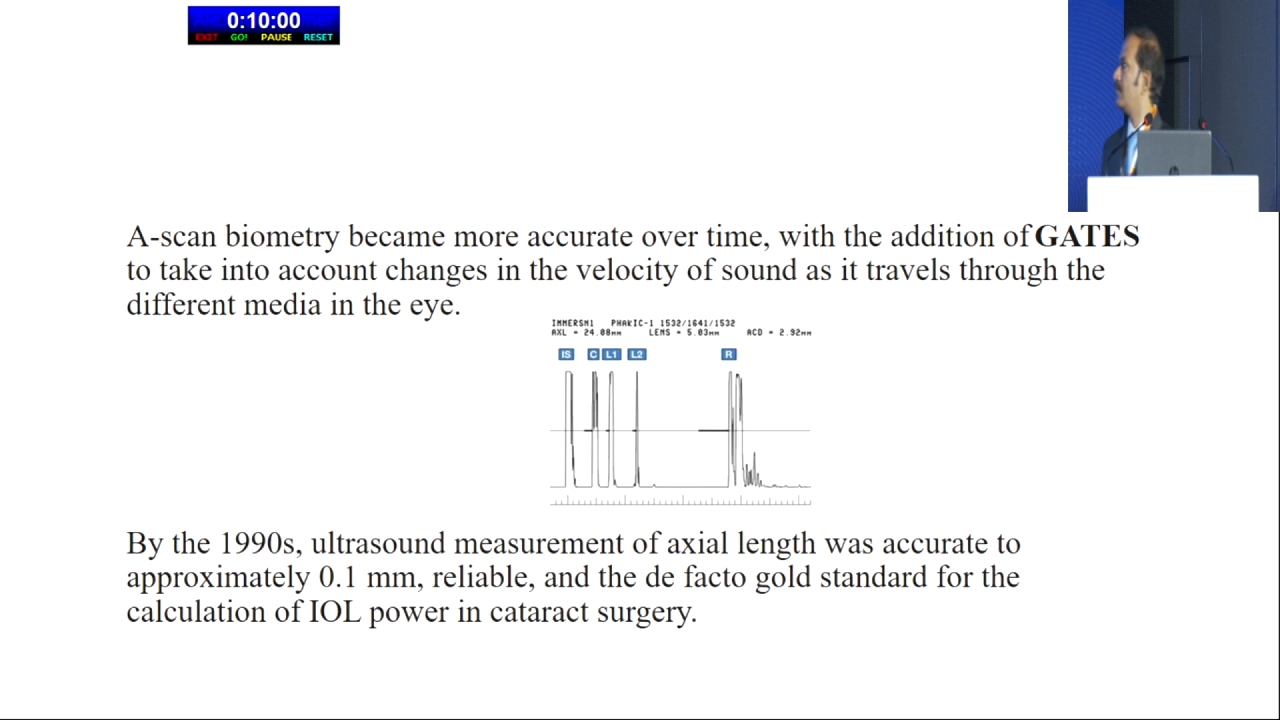 0:10:00
EXIT GO! PAUSE RESET
A-scan biometry became more accurate over time, with the addition of GATES
to take into account changes in the velocity of sound as it travels through the
different media in the eye.
IMMERSN1 PHAKIC-1 1532/1641/1532
AXL = 24.08MM LENS = 5.03MM ACD = 2.92MM
IS C L1 L2 R
By the 1990s, ultrasound measurement of axial length was accurate to
approximately 0.1 mm, reliable, and the de facto gold standard for the
calculation of IOL power in cataract surgery.